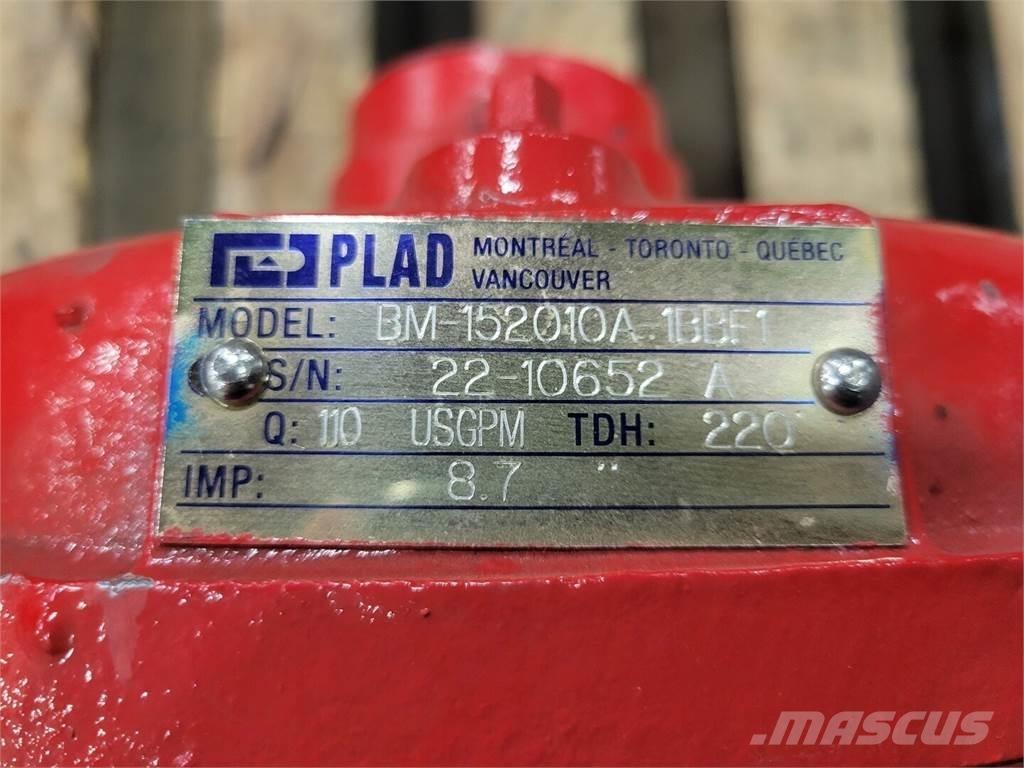 PLAD MONTRÉAL - TORONTO - QUÉBEC
VANCOUVER
MODEL: BM-152010A-1BBF1
S/N: 22-10652 A
Q: 110 USGPM TDH: 220'
IMP: 8.7 "
MASCUS